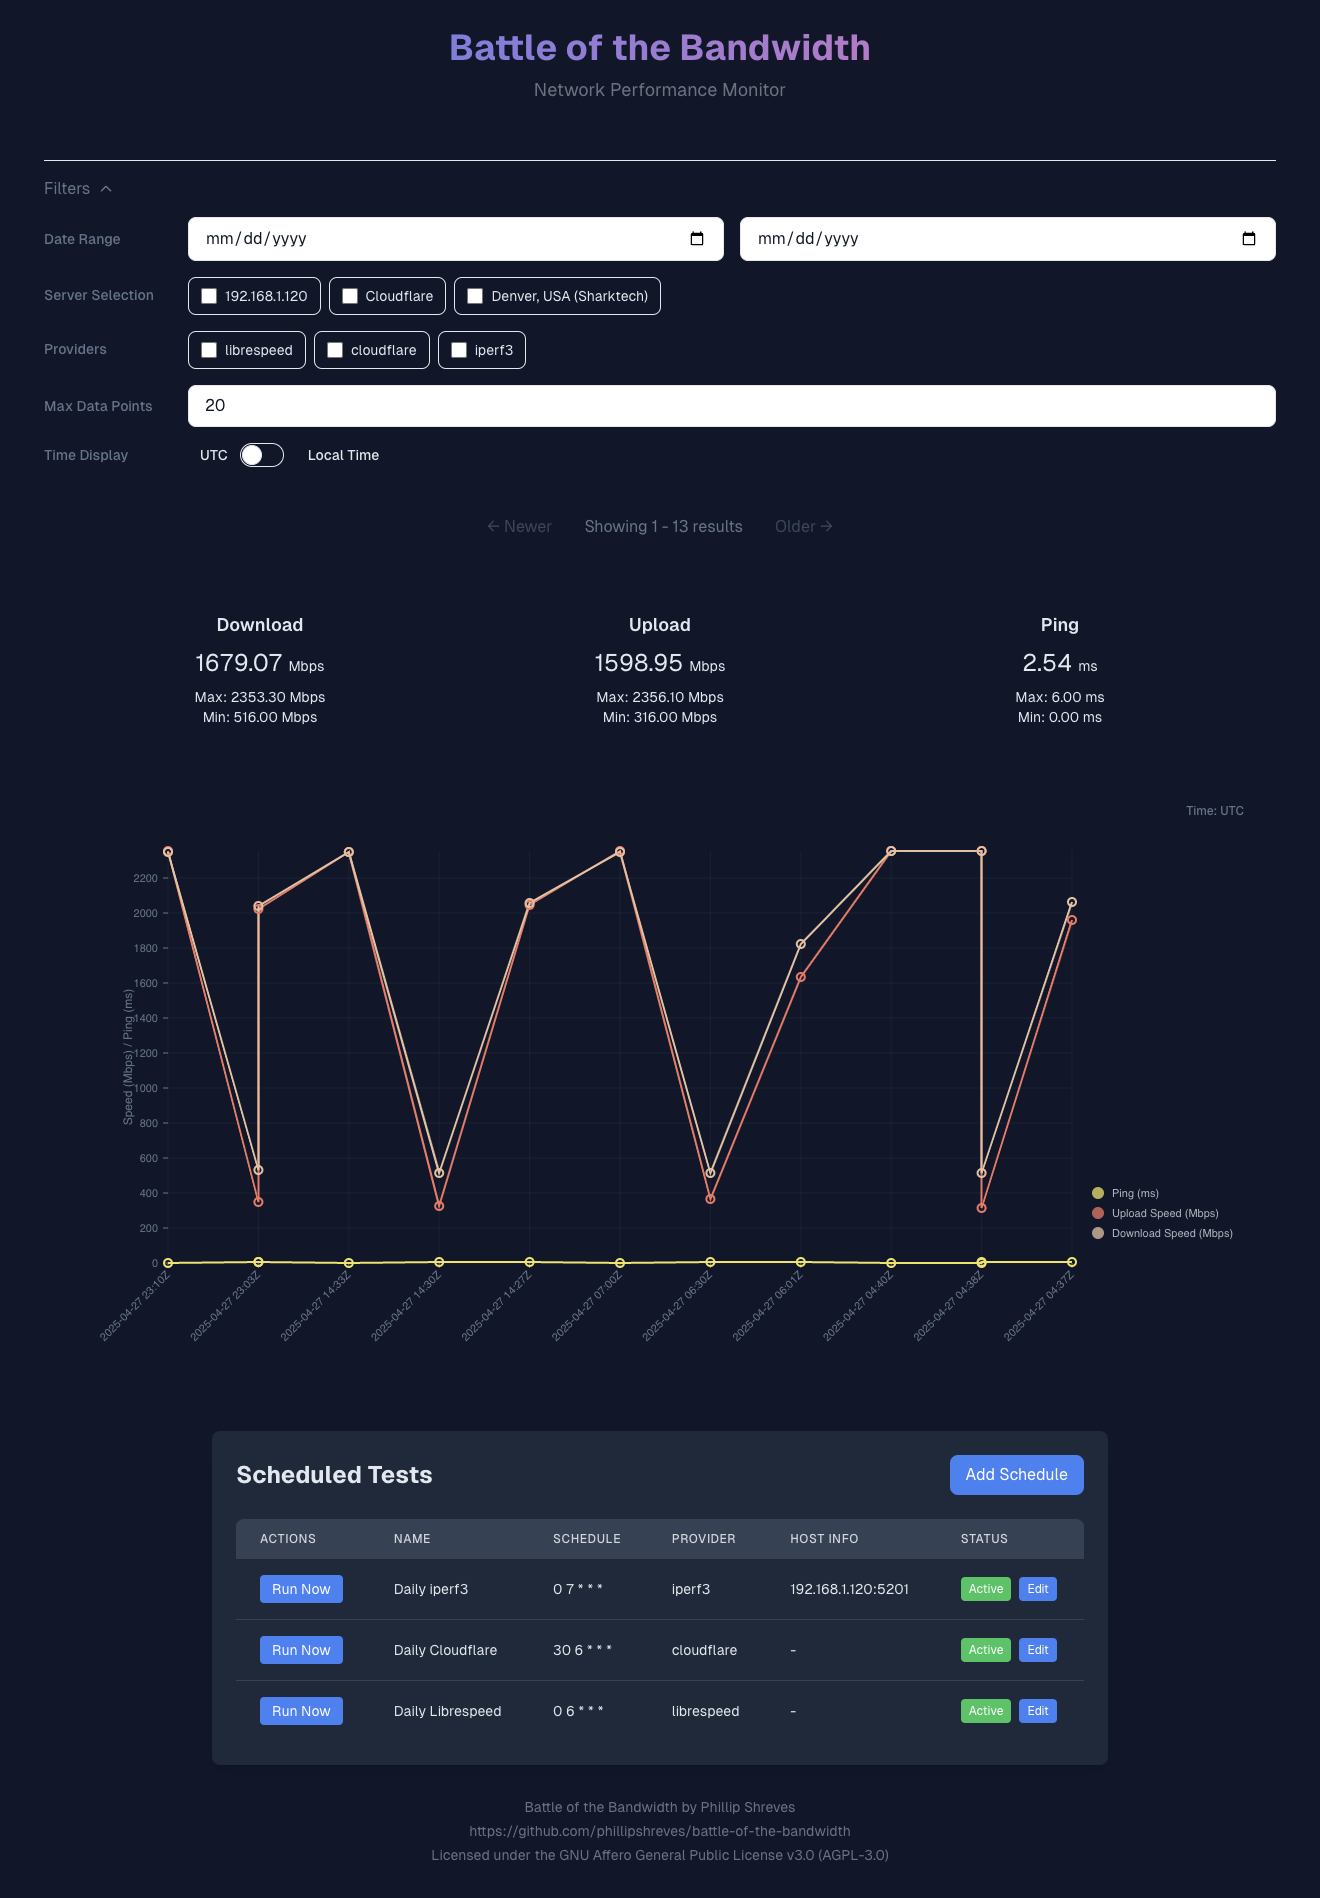 Battle of the Bandwidth
Network Performance Monitor
Filters
Date Range
mm/dd/yyyy
mm/dd/yyyy
Server Selection
192.168.1.120
Cloudflare
Denver, USA (Sharktech)
Providers
librespeed
cloudflare
iperf3
Max Data Points
20
Time Display
UTC
Local Time
← Newer
Showing 1 - 13 results
Older →
Download
1679.07 Mbps
Max: 2353.30 Mbps
Min: 516.00 Mbps
Upload
1598.95 Mbps
Max: 2356.10 Mbps
Min: 316.00 Mbps
Ping
2.54 ms
Max: 6.00 ms
Min: 0.00 ms
Time: UTC
Speed (Mbps) / Ping (ms)
2200
2000
1800
1600
1400
1200
1000
800
600
400
200
0
2025-04-27 23:10Z
2025-04-27 23:03Z
2025-04-27 14:33Z
2025-04-27 14:30Z
2025-04-27 14:27Z
2025-04-27 07:00Z
2025-04-27 06:30Z
2025-04-27 06:01Z
2025-04-27 04:40Z
2025-04-27 04:38Z
2025-04-27 04:37Z
Ping (ms)
Upload Speed (Mbps)
Download Speed (Mbps)
Scheduled Tests
Add Schedule
ACTIONS NAME SCHEDULE PROVIDER HOST INFO STATUS
Run Now Daily iperf3 0 7 * * * iperf3 192.168.1.120:5201 Active Edit
Run Now Daily Cloudflare 30 6 * * * cloudflare - Active Edit
Run Now Daily Librespeed 0 6 * * * librespeed - Active Edit
Battle of the Bandwidth by Phillip Shreves
https://github.com/phillipshreves/battle-of-the-bandwidth
Licensed under the GNU Affero General Public License v3.0 (AGPL-3.0)